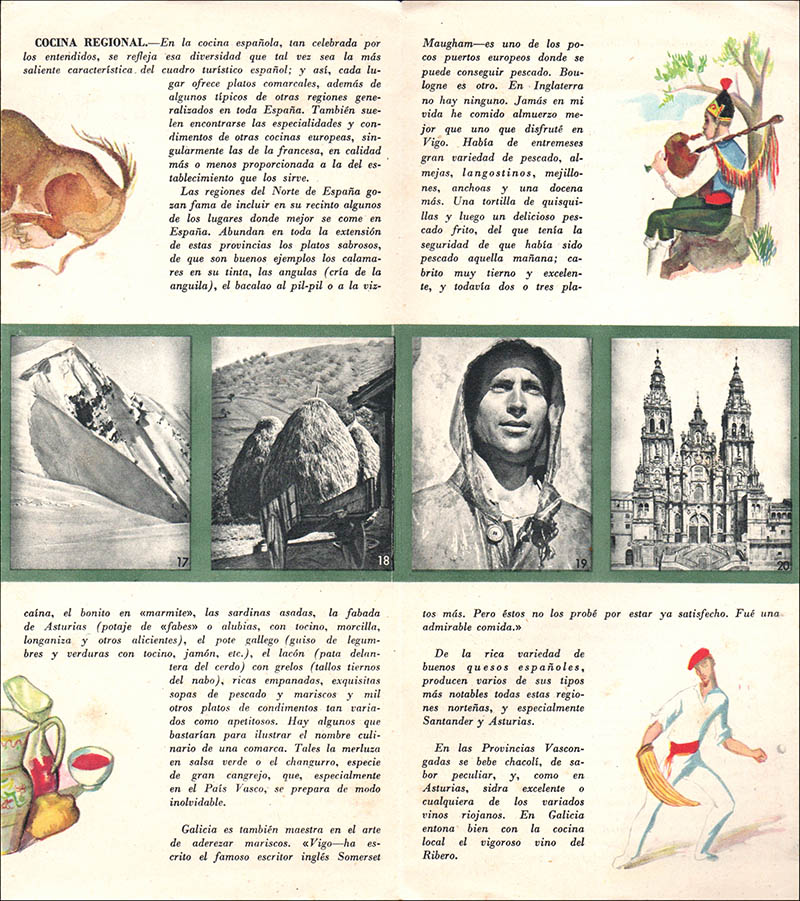 COCINA REGIONAL.—En la cocina española, tan celebrada por
los entendidos, se refleja esa diversidad que tal vez sea la más
saliente característica del cuadro turístico español; y así, cada lu-
gar ofrece platos comarcales, además de
algunos típicos de otras regiones gene-
ralizados en toda España. También sue-
len encontrarse las especialidades y con-
dimentos de otras cocinas europeas, sin-
gularmente las de la francesa, en calidad
más o menos proporcionada a la del es-
tablecimiento que los sirve.
Las regiones del Norte de España go-
zan fama de incluir en su recinto algunos
de los lugares donde mejor se come en
España. Abundan en toda la extensión
de estas provincias los platos sabrosos,
de que son buenos ejemplos los calama-
res en su tinta, las angulas (cría de la
anguila), el bacalao al pil-pil o a la viz-
17
18
caína, el bonito en «marmite», las sardinas asadas, la fabada
de Asturias (potaje de «fabes» o alubias, con tocino, morcilla,
longaniza y otros alicientes), el pote gallego (guiso de legum-
bres y verduras con tocino, jamón, etc.), el lacón (pata delan-
tera del cerdo) con grelos (tallos tiernos
del nabo), ricas empanadas, exquisitas
sopas de pescado y mariscos y mil
otros platos de condimentos tan varia-
dos como apetitosos. Hay algunos que
bastarían para ilustrar el nombre culi-
nario de una comarca. Tales la merluza
en salsa verde o el changurro, especie
de gran cangrejo, que, especialmente
en el País Vasco, se prepara de modo
inolvidable.
Galicia es también maestra en el arte
de aderezar mariscos. «Vigo—ha es-
crito el famoso escritor inglés Somerset
Maugham—es uno de los po-
cos puertos europeos donde se
puede conseguir pescado. Bou-
logne es otro. En Inglaterra
no hay ninguno. Jamás en mi
vida he comido almuerzo me-
jor que uno que disfruté en
Vigo. Había de entremeses
gran variedad de pescado, al-
mejas, langostinos, mejillo-
nes, anchoas y una docena
más. Una tortilla de quisqui-
llas y luego un delicioso pes-
cado frito, del que tenía la
seguridad de que había sido
pescado aquella mañana; ca-
brito muy tierno y excelen-
te, y todavía dos o tres pla-
19
20
tos más. Pero éstos no los probé por estar ya satisfecho. Fué una
admirable comida.»
De la rica variedad de
buenos quesos españoles,
producen varios de sus tipos
más notables todas estas regio-
nes norteñas, y especialmente
Santander y Asturias.
En las Provincias Vascon-
gadas se bebe chacolí, de sa-
bor peculiar, y, como en
Asturias, sidra excelente o
cualquiera de los variados
vinos riojanos. En Galicia
entona bien con la cocina
local el vigoroso vino del
Ribero.